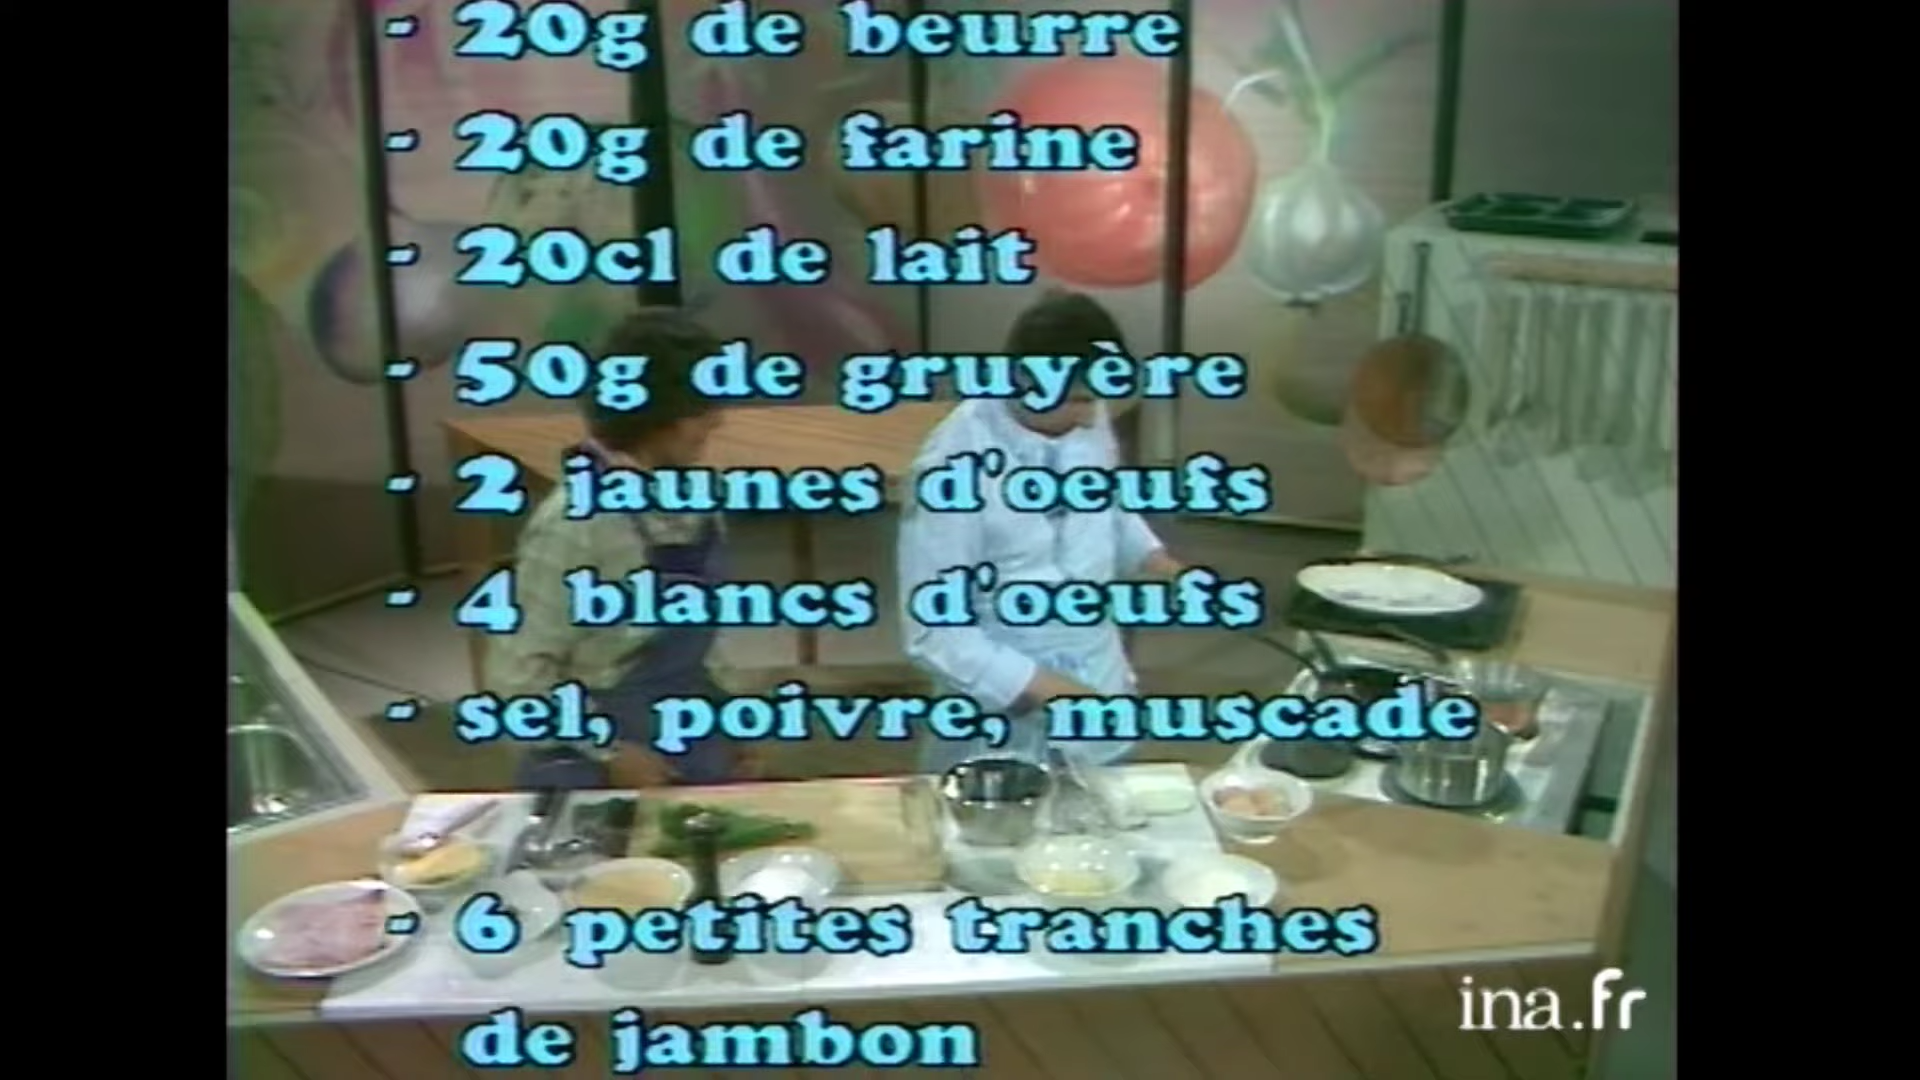 - 20g de beurre
- 20g de farine
- 20cl de lait
- 50g de gruyère
- 2 jaunes d'oeufs
- 4 blancs d'oeufs
- sel, poivre, muscade
- 6 petites tranches
de jambon
ina.fr